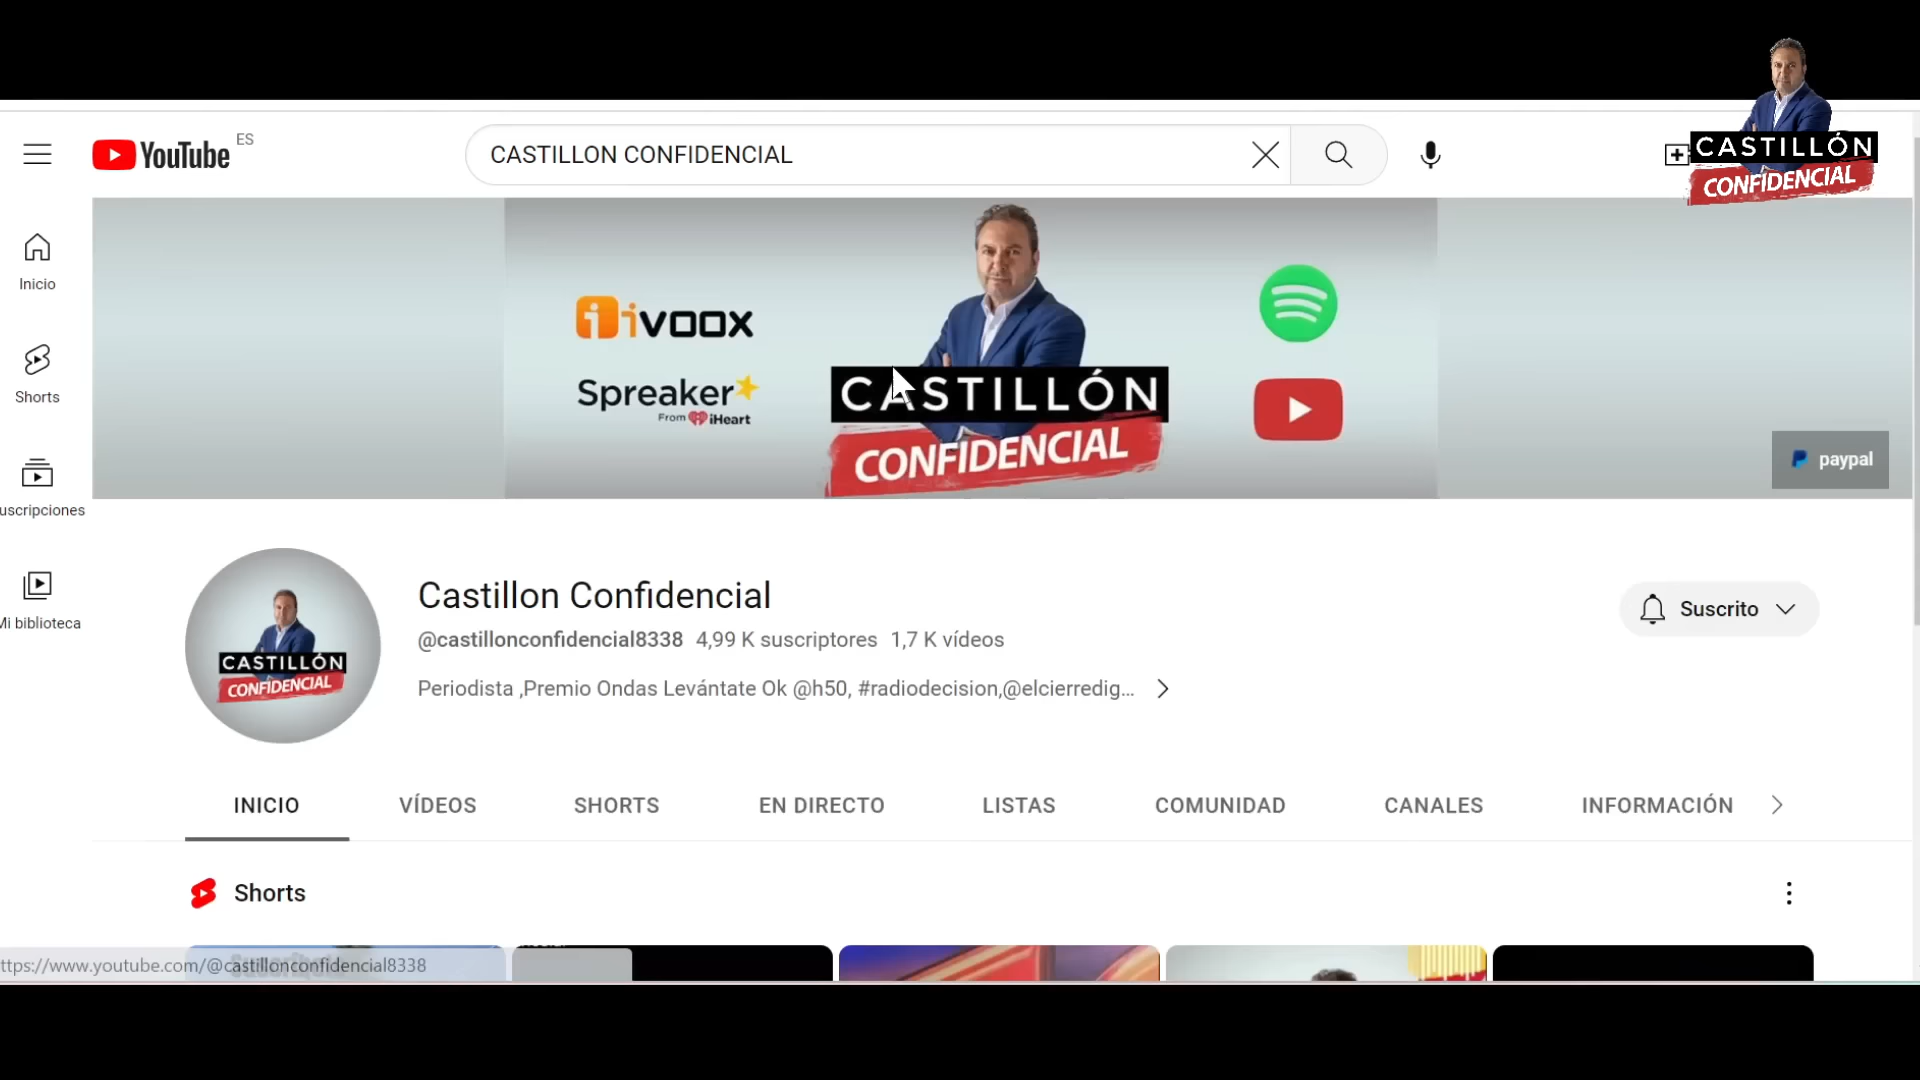 YouTube
ES
CASTILLON CONFIDENCIAL
CASTILLÓN
CONFIDENCIAL
Inicio
Shorts
uscripciones
Mi biblioteca
ivoox
Spreaker
From iHeart
CASTILLÓN
CONFIDENCIAL
paypal
CASTILLÓN
CONFIDENCIAL
Castillon Confidencial
@castillonconfidencial8338 4,99 K suscriptores 1,7 K vídeos
Periodista ,Premio Ondas Levántate Ok @h50, #radiodecision,@elcierredig...
Suscrito
INICIO VÍDEOS SHORTS EN DIRECTO LISTAS COMUNIDAD CANALES INFORMACIÓN
Shorts
ttps://www.youtube.com/@castillonconfidencial8338